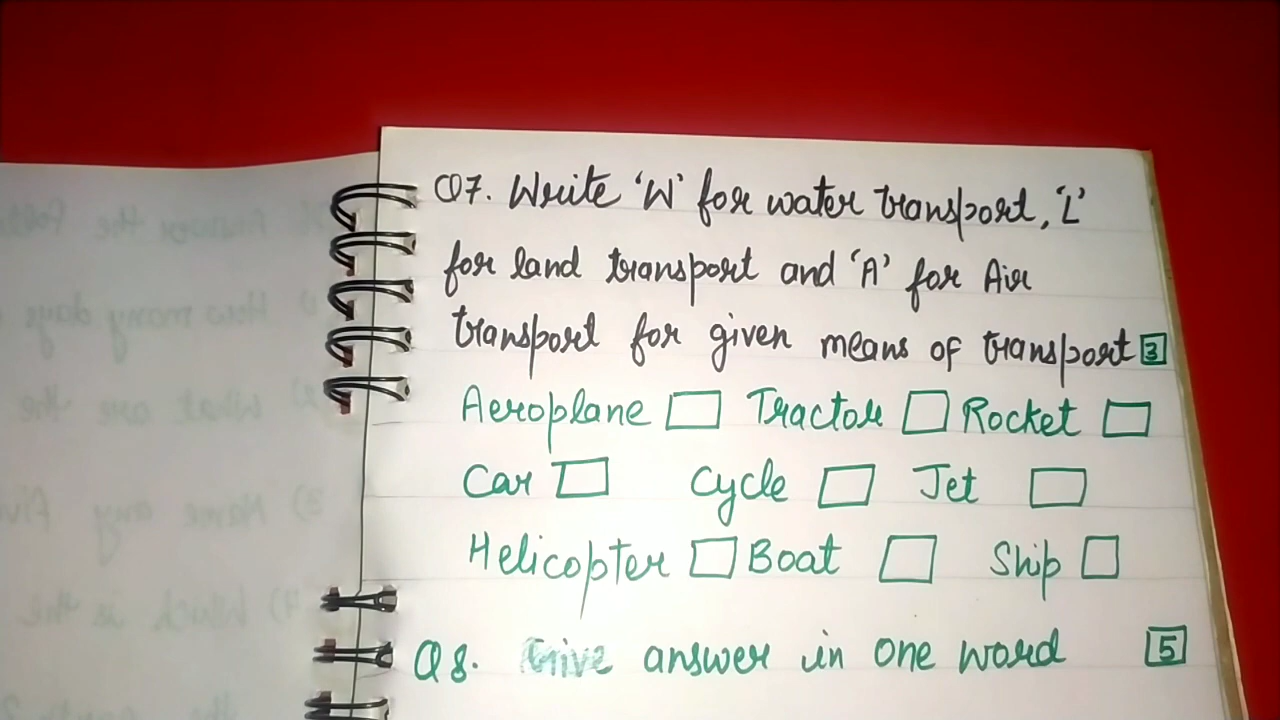 Q7. Write 'W' for water transport, 'L'
for land transport and 'A' for Air
transport for given means of transport 3
Aeroplane Tractor Rocket
Car Cycle Jet
Helicopter Boat Ship
Q8. Give answer in one word 5